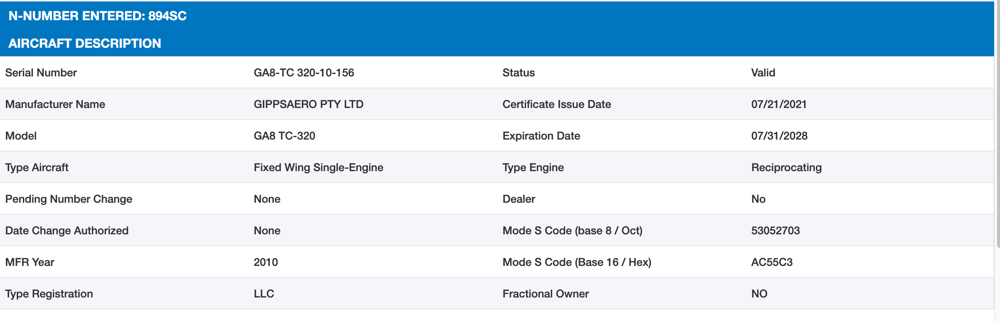 N-NUMBER ENTERED: 894SC
AIRCRAFT DESCRIPTION
Serial Number GA8-TC 320-10-156 Status Valid
Manufacturer Name GIPPSAERO PTY LTD Certificate Issue Date 07/21/2021
Model GA8 TC-320 Expiration Date 07/31/2028
Type Aircraft Fixed Wing Single-Engine Type Engine Reciprocating
Pending Number Change None Dealer No
Date Change Authorized None Mode S Code (base 8 / Oct) 53052703
MFR Year 2010 Mode S Code (Base 16 / Hex) AC55C3
Type Registration LLC Fractional Owner NO